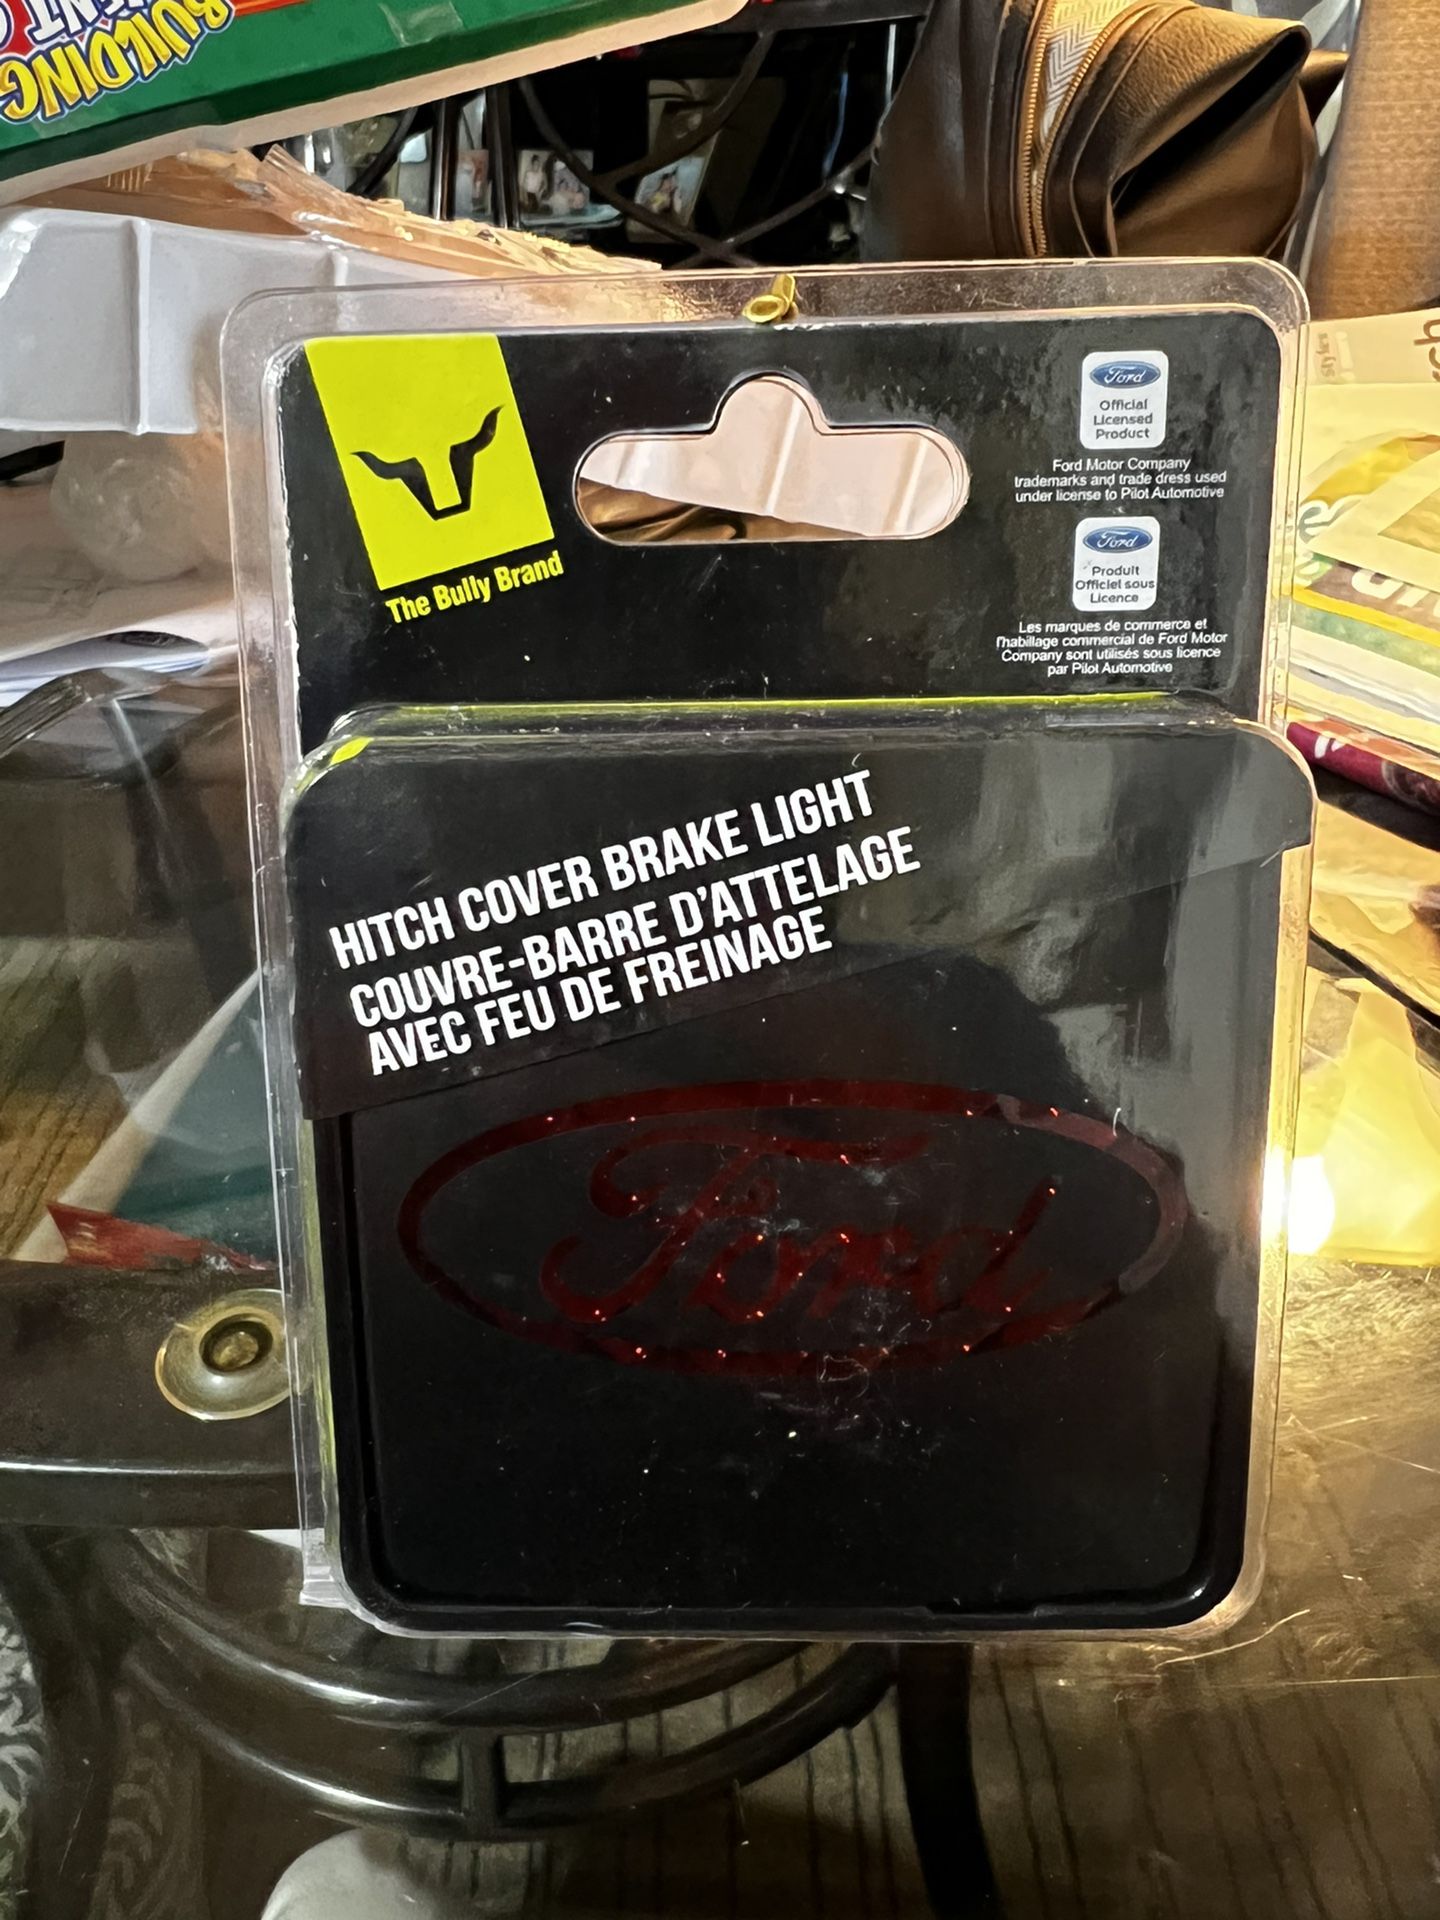 BUILDING
The Bully Brand
Ford
Official
Licensed
Product
Ford Motor Company
trademarks and trade dress used
under license to Pilot Automotive
Ford
Produit
Officiel sous
Licence
Les marques de commerce et
l'habillage commercial de Ford Motor
Company sont utilisés sous licence
par Pilot Automotive
HITCH COVER BRAKE LIGHT
COUVRE-BARRE D'ATTELAGE
AVEC FEU DE FREINAGE
Ford
styles